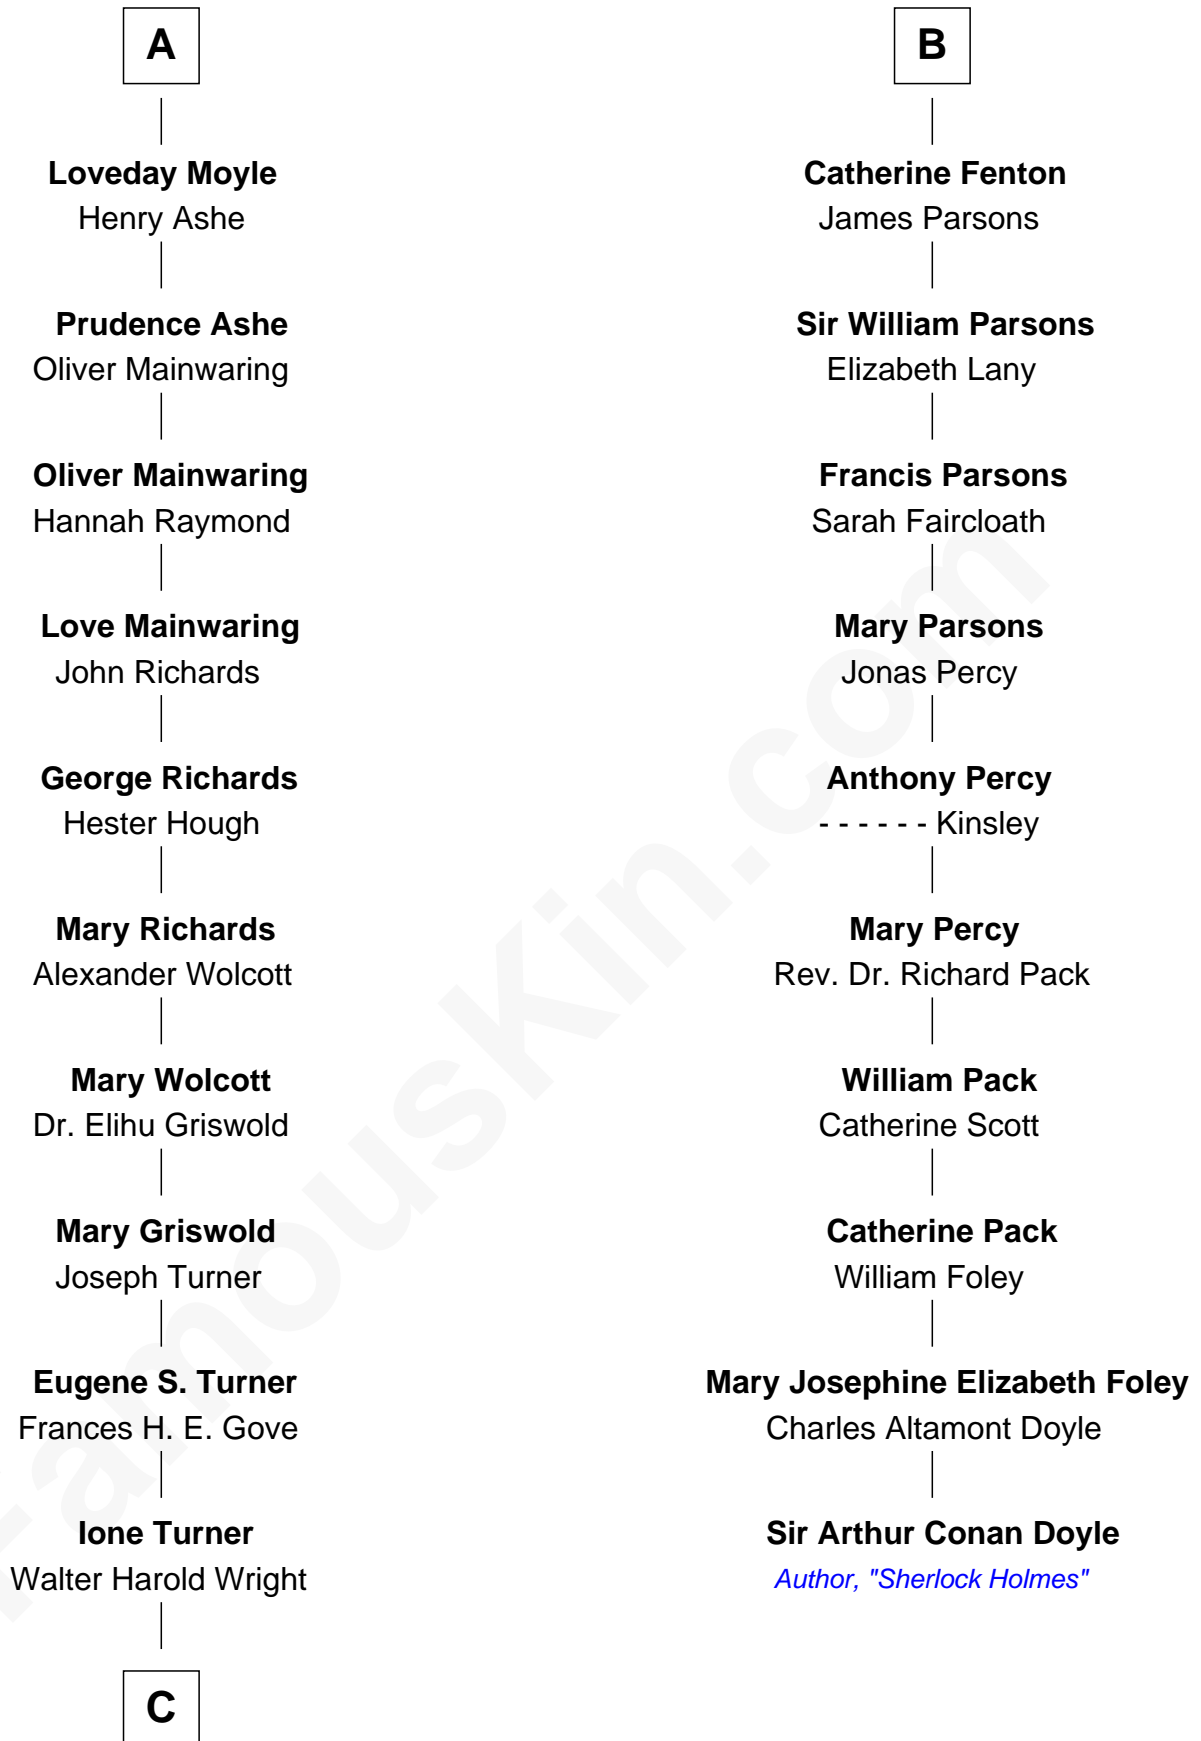 A
Loveday Moyle
Henry Ashe
Prudence Ashe
Oliver Mainwaring
Oliver Mainwaring
Hannah Raymond
Love Mainwaring
John Richards
George Richards
Hester Hough
Mary Richards
Alexander Wolcott
Mary Wolcott
Dr. Elihu Griswold
Mary Griswold
Joseph Turner
Eugene S. Turner
Frances H. E. Gove
Ione Turner
Walter Harold Wright
C
B
Catherine Fenton
James Parsons
Sir William Parsons
Elizabeth Lany
Francis Parsons
Sarah Faircloath
Mary Parsons
Jonas Percy
Anthony Percy
- - - - - - Kinsley
Mary Percy
Rev. Dr. Richard Pack
William Pack
Catherine Scott
Catherine Pack
William Foley
Mary Josephine Elizabeth Foley
Charles Altamont Doyle
Sir Arthur Conan Doyle
Author, "Sherlock Holmes"
FamousKin.com